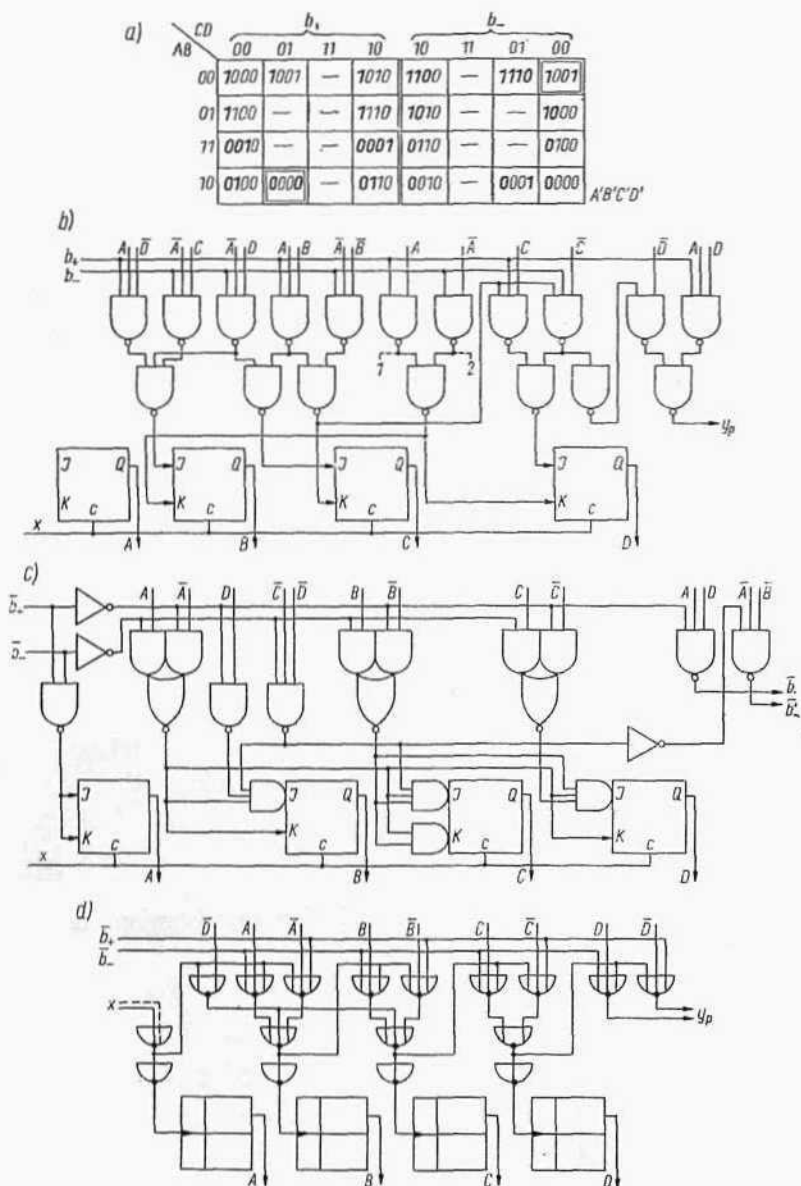 a)
CD b₊ b₋
AB 00 01 11 10 10 11 01 00
00 1000 1001 — 1010 1100 — 1110 1001
01 1100 — — 1110 1010 — — 1000
11 0010 — — 0001 0110 — — 0100
10 0100 0000 — 0110 0010 — 0001 0000 A'B'C'D'
b)
A D̅ A̅ C A̅ D A B A̅ B̅ A A̅ C C̅ D̅ A D
b₊
b₋
1 2
yp
J Q J Q J Q J Q
K K K K
c c c c
x
A B C D
c)
A A̅ D C̅ D̅ B B̅ C C̅ A D A̅ B̅
b̅₊
b̅₋
J Q J Q J Q
K K K
c c c c
x
A B C D
d)
D̅ A A̅ B B̅ C C̅ D D̅
b̅₊
b̅₋
x
yp
A B C D